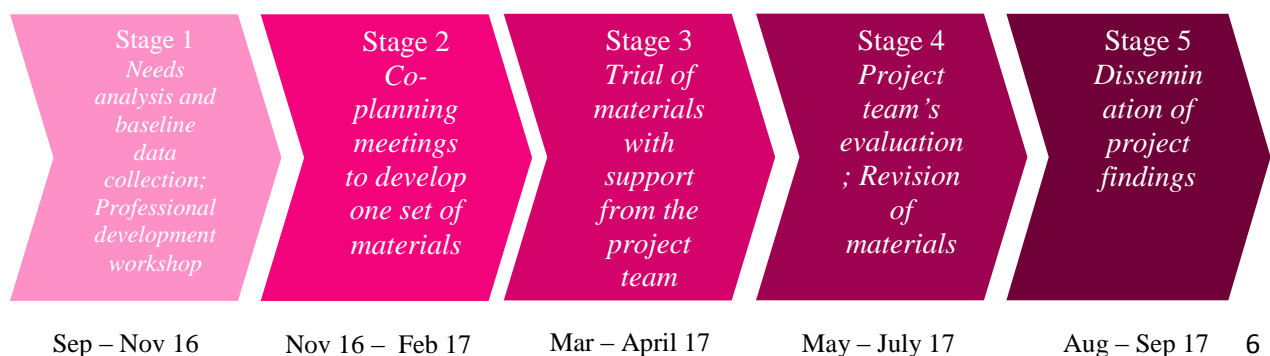 Stage 1
Needs
analysis and
baseline
data
collection;
Professional
development
workshop
Stage 2
Co-
planning
meetings
to develop
one set of
materials
Stage 3
Trial of
materials
with
support
from the
project
team
Stage 4
Project
team’s
evaluation
; Revision
of
materials
Stage 5
Dissemin
ation of
project
findings
Sep – Nov 16
Nov 16 – Feb 17
Mar – April 17
May – July 17
Aug – Sep 17
6